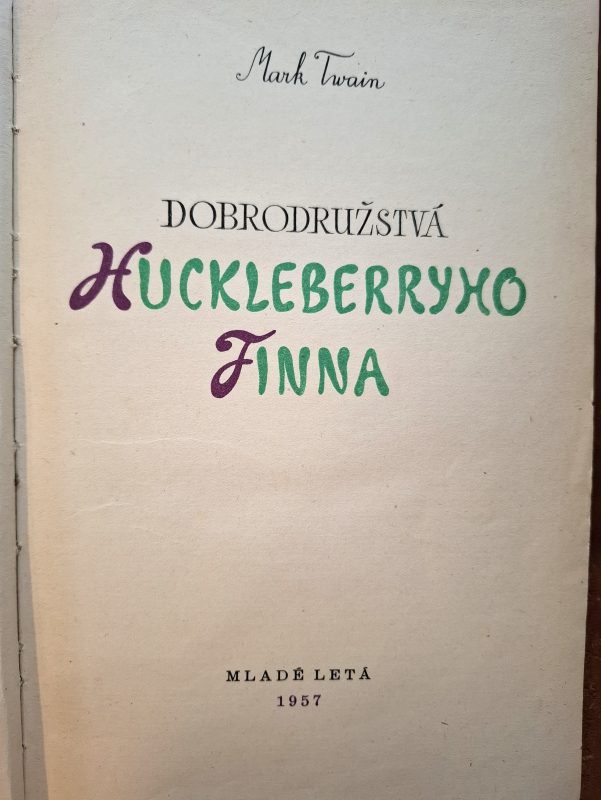 Mark Twain
DOBRODRUŽSTVÁ
HUCKLEBERRYHO
FINNA
MLADÉ LETÁ
1957